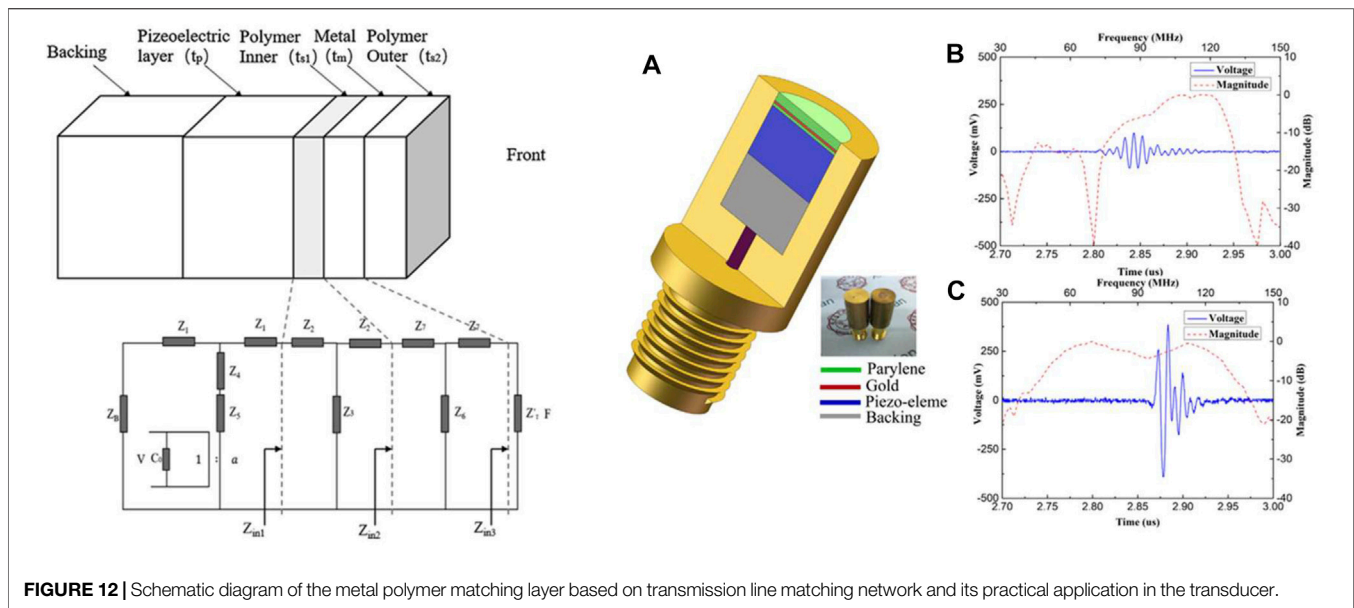 Backing
Pizeoelectric
layer (tp)
Polymer
Inner (ts1)
Metal
(tm)
Polymer
Outer (ts2)
Front
Z1
Z1
Z2
Z2
Z7
Z7
Z4
Z5
ZB
Z3
Z6
F
V
C0
1 : a
Zin1
Zin2
Zin3
A
Parylene
Gold
Piezo-eleme
Backing
B
Frequency (MHz)
30 60 90 120 150
Voltage
Magnitude
Voltage (mV)
500
250
0
-250
-500
Magnitude (dB)
10
0
-10
-20
-30
-40
2.70 2.75 2.80 2.85 2.90 2.95 3.00
Time (us)
C
Frequency (MHz)
30 60 90 120 150
Voltage
Magnitude
Voltage (mV)
500
250
0
-250
-500
Magnitude (dB)
10
0
-10
-20
-30
-40
2.70 2.75 2.80 2.85 2.90 2.95 3.00
Time (us)
FIGURE 12 | Schematic diagram of the metal polymer matching layer based on transmission line matching network and its practical application in the transducer.